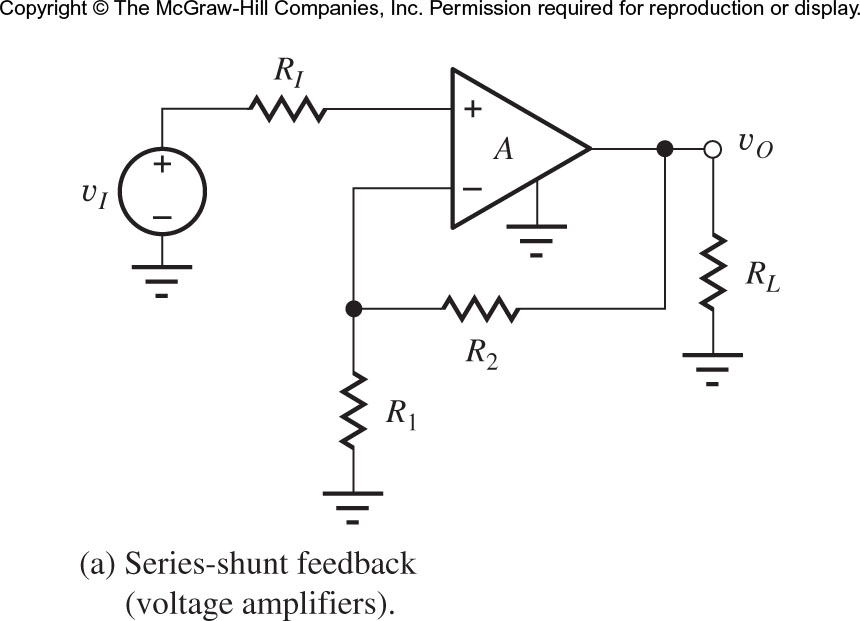 Copyright © The McGraw-Hill Companies, Inc. Permission required for reproduction or display.
R_I
+
A
v_O
+
v_I
−
−
R_L
R_2
R_1
(a) Series-shunt feedback
(voltage amplifiers).